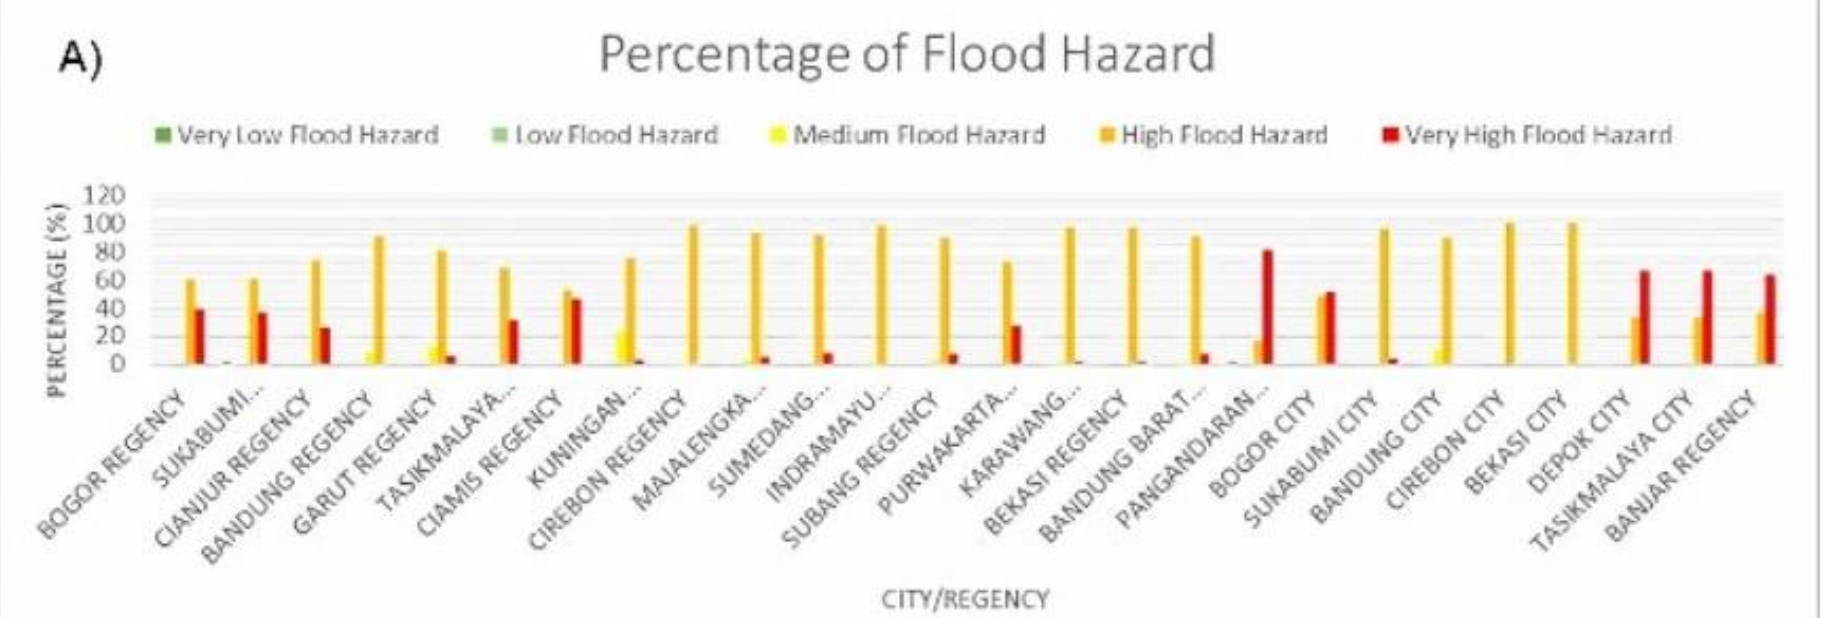 A)
Percentage of Flood Hazard
Very Low Flood Hazard Low Flood Hazard Medium Flood Hazard High Flood Hazard Very High Flood Hazard
PERCENTAGE (%)
120
100
80
60
40
20
0
BOGOR REGENCY
SUKABUMI...
CIANJUR REGENCY
BANDUNG REGENCY
GARUT REGENCY
TASIKMALAYA...
CIAMIS REGENCY
KUNINGAN...
CIREBON REGENCY
MAJALENGKA...
SUMEDANG...
INDRAMAYU...
SUBANG REGENCY
PURWAKARTA...
KARAWANG...
BEKASI REGENCY
BANDUNG BARAT...
PANGANDARAN...
BOGOR CITY
SUKABUMI CITY
BANDUNG CITY
CIREBON CITY
BEKASI CITY
DEPOK CITY
TASIKMALAYA CITY
BANJAR REGENCY
CITY/REGENCY